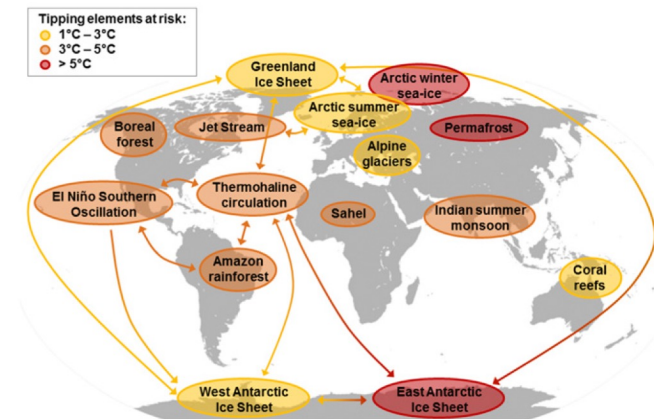 Tipping elements at risk:
1°C – 3°C
3°C – 5°C
> 5°C
Greenland
Ice Sheet
Arctic winter
sea-ice
Arctic summer
sea-ice
Jet Stream
Boreal
forest
Permafrost
Alpine
glaciers
El Niño Southern
Oscillation
Thermohaline
circulation
Sahel
Indian summer
monsoon
Amazon
rainforest
Coral
reefs
West Antarctic
Ice Sheet
East Antarctic
Ice Sheet